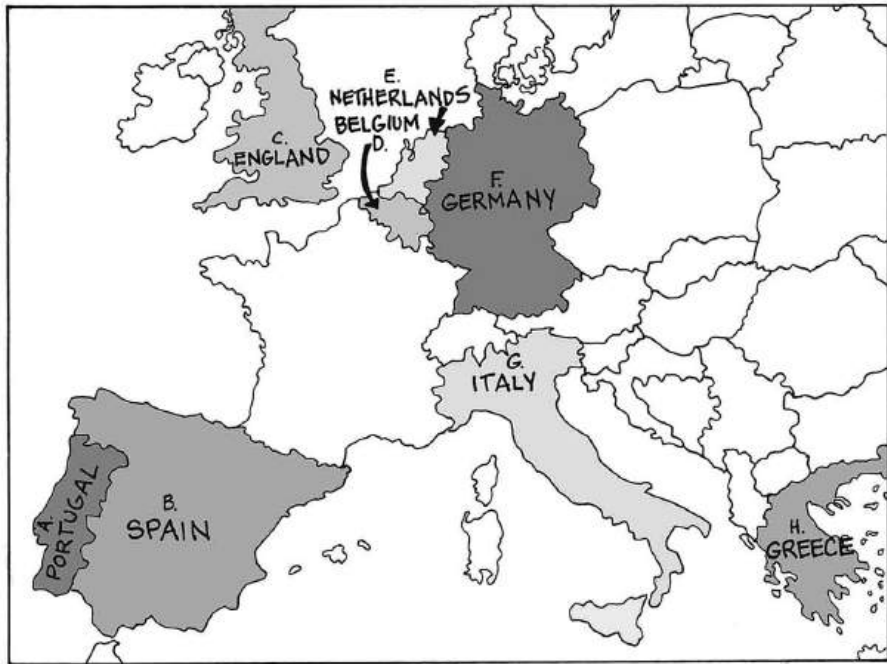 E.
NETHERLANDS
BELGIUM
D.
C.
ENGLAND
F.
GERMANY
G.
ITALY
A.
PORTUGAL
B.
SPAIN
H.
GREECE